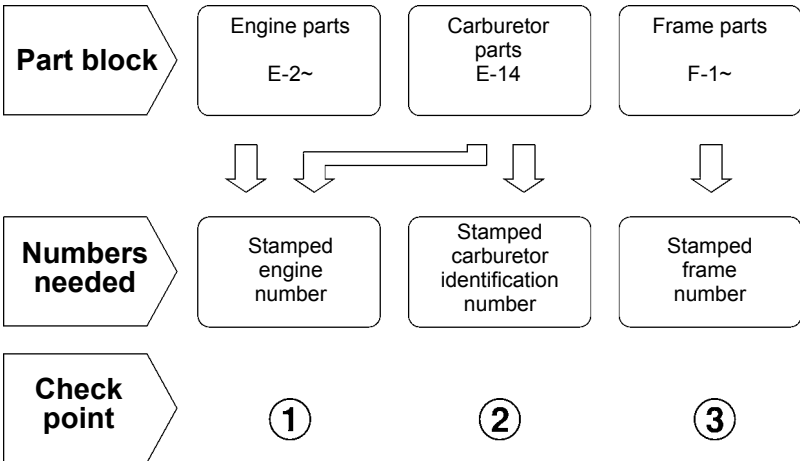 Part block
Engine parts
E-2~
Carburetor
parts
E-14
Frame parts
F-1~
Numbers
needed
Stamped
engine
number
Stamped
carburetor
identification
number
Stamped
frame
number
Check
point
①
②
③